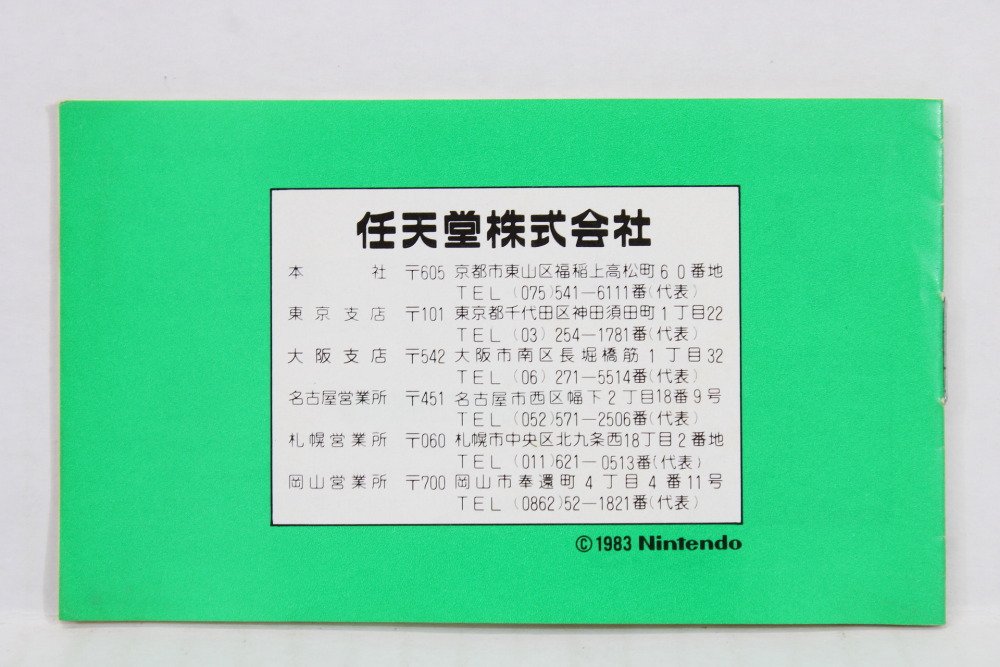 任天堂株式会社
本社 〒605 京都市東山区福稲上高松町60番地
TEL (075)541-6111番(代表)
東京支店 〒101 東京都千代田区神田須田町1丁目22
TEL (03) 254-1781番(代表)
大阪支店 〒542 大阪市南区長堀橋筋1丁目32
TEL (06) 271-5514番(代表)
名古屋営業所 〒451 名古屋市西区幅下2丁目18番9号
TEL (052)571-2506番(代表)
札幌営業所 〒060 札幌市中央区北九条西18丁目2番地
TEL (011)621-0513番(代表)
岡山営業所 〒700 岡山市奉還町4丁目4番11号
TEL (0862)52-1821番(代表)
©1983 Nintendo